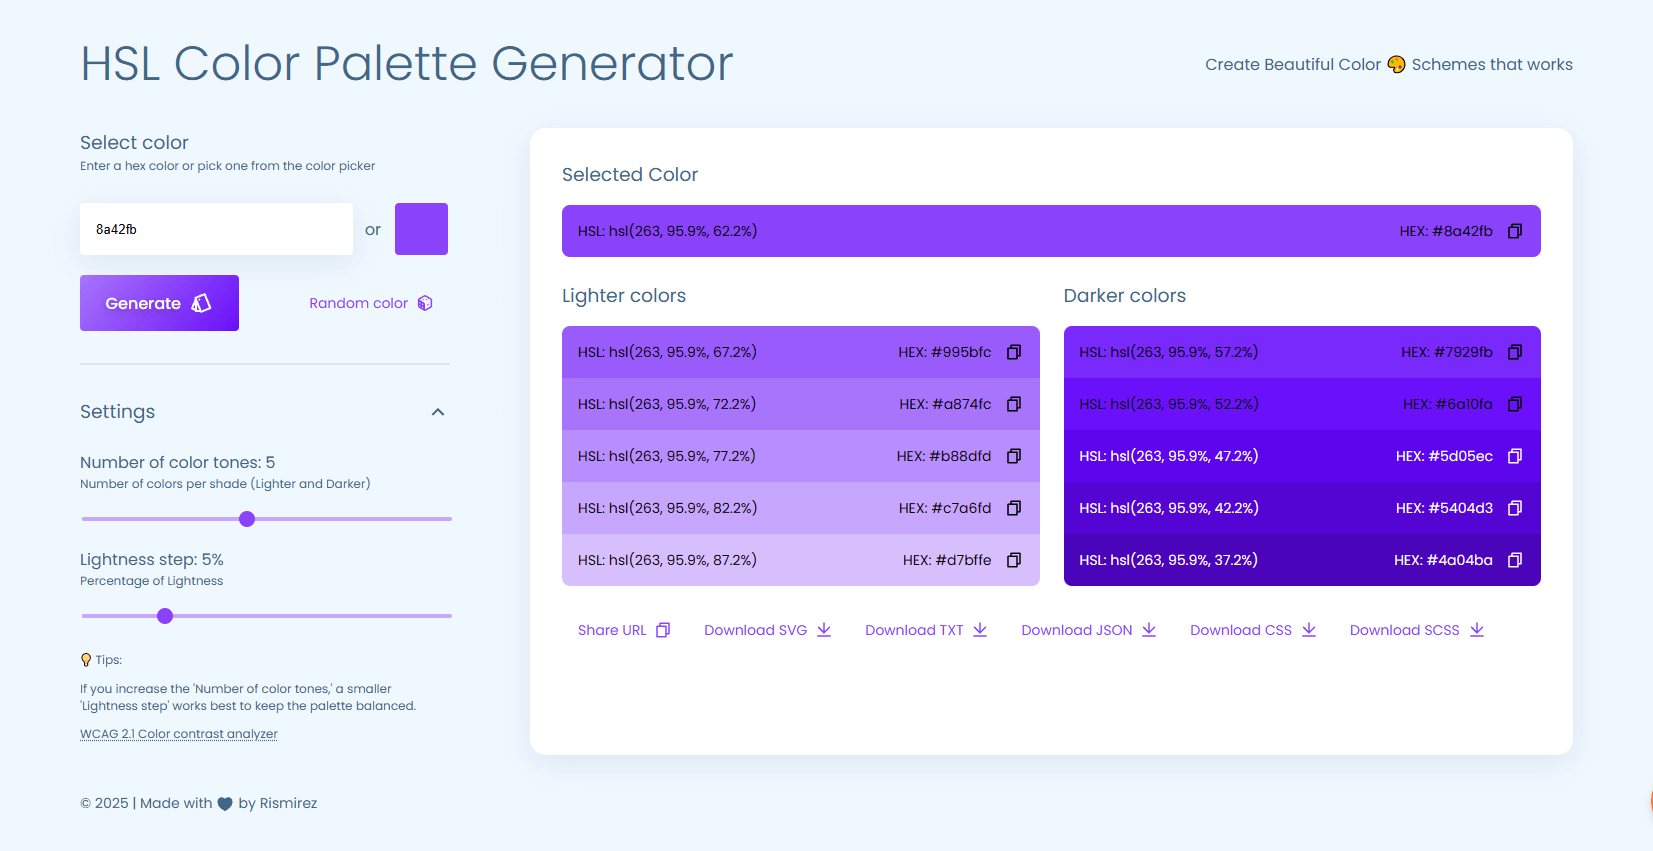 HSL Color Palette Generator
Create Beautiful Color 🎨 Schemes that works
Select color
Enter a hex color or pick one from the color picker
8a42fb
or
Generate
Random color
Settings
Number of color tones: 5
Number of colors per shade (Lighter and Darker)
Lightness step: 5%
Percentage of Lightness
💡 Tips:
If you increase the 'Number of color tones,' a smaller
'Lightness step' works best to keep the palette balanced.
WCAG 2.1 Color contrast analyzer
Selected Color
HSL: hsl(263, 95.9%, 62.2%) HEX: #8a42fb
Lighter colors
HSL: hsl(263, 95.9%, 67.2%) HEX: #995bfc
HSL: hsl(263, 95.9%, 72.2%) HEX: #a874fc
HSL: hsl(263, 95.9%, 77.2%) HEX: #b88dfd
HSL: hsl(263, 95.9%, 82.2%) HEX: #c7a6fd
HSL: hsl(263, 95.9%, 87.2%) HEX: #d7bffe
Darker colors
HSL: hsl(263, 95.9%, 57.2%) HEX: #7929fb
HSL: hsl(263, 95.9%, 52.2%) HEX: #6a10fa
HSL: hsl(263, 95.9%, 47.2%) HEX: #5d05ec
HSL: hsl(263, 95.9%, 42.2%) HEX: #5404d3
HSL: hsl(263, 95.9%, 37.2%) HEX: #4a04ba
Share URL Download SVG Download TXT Download JSON Download CSS Download SCSS
© 2025 | Made with ♥ by Rismirez